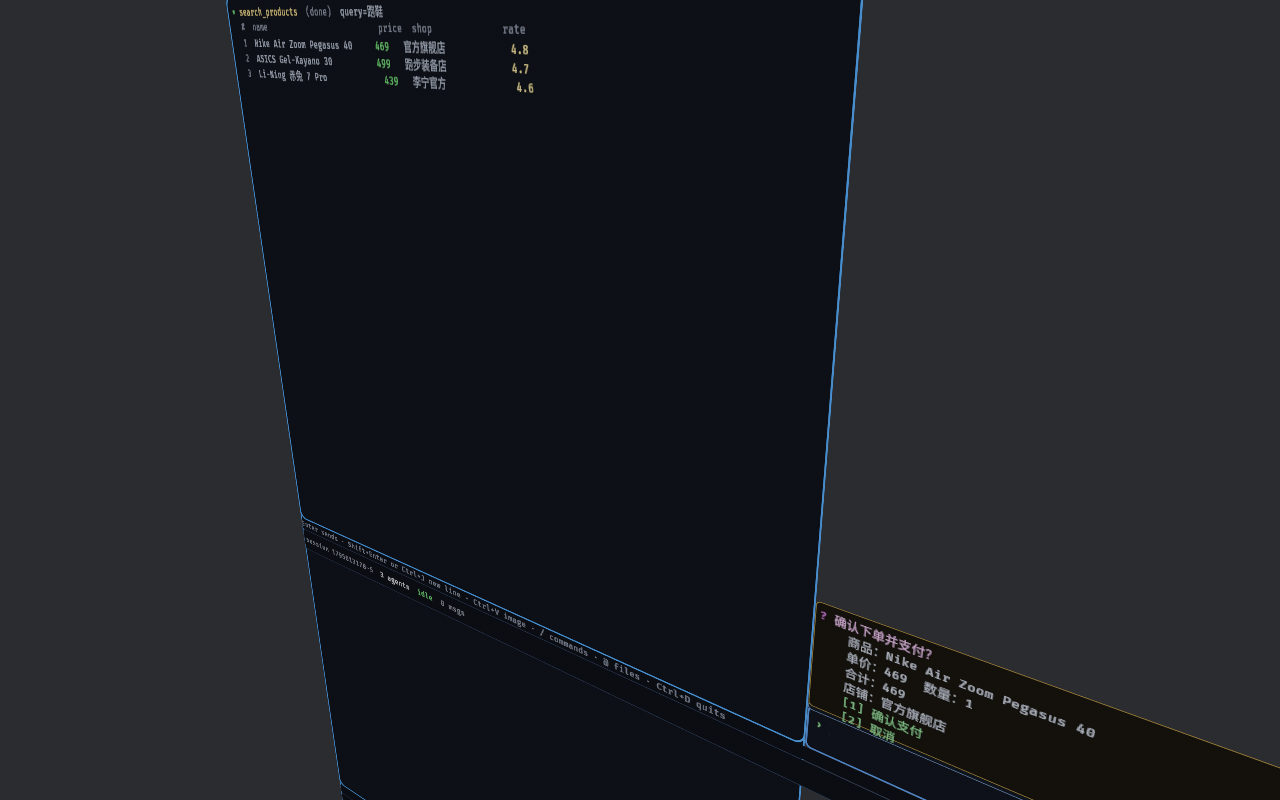 • search_products (done) query=跑鞋
# name price shop rate
1 Nike Air Zoom Pegasus 40 469 官方旗舰店 4.8
2 ASICS Gel-Kayano 30 499 跑步装备店 4.7
3 Li-Ning 赤兔 7 Pro 439 李宁官方 4.6
Enter sends · Shift+Enter or Ctrl+J new line · Ctrl+V image · / commands · @ files · Ctrl+D quits
session 3 agents idle 0 msgs
? 确认下单并支付?
商品: Nike Air Zoom Pegasus 40
单价: 469 数量: 1
合计: 469
店铺: 官方旗舰店
[1] 确认支付
[2] 取消
›